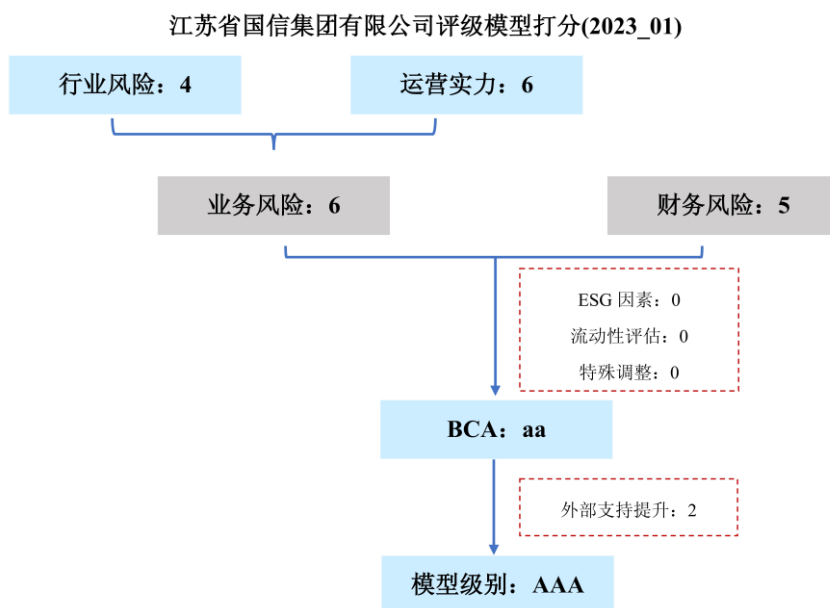 江苏省国信集团有限公司评级模型打分(2023_01)
行业风险：4
运营实力：6
业务风险：6
财务风险：5
ESG 因素：0
流动性评估：0
特殊调整：0
BCA：aa
外部支持提升：2
模型级别：AAA